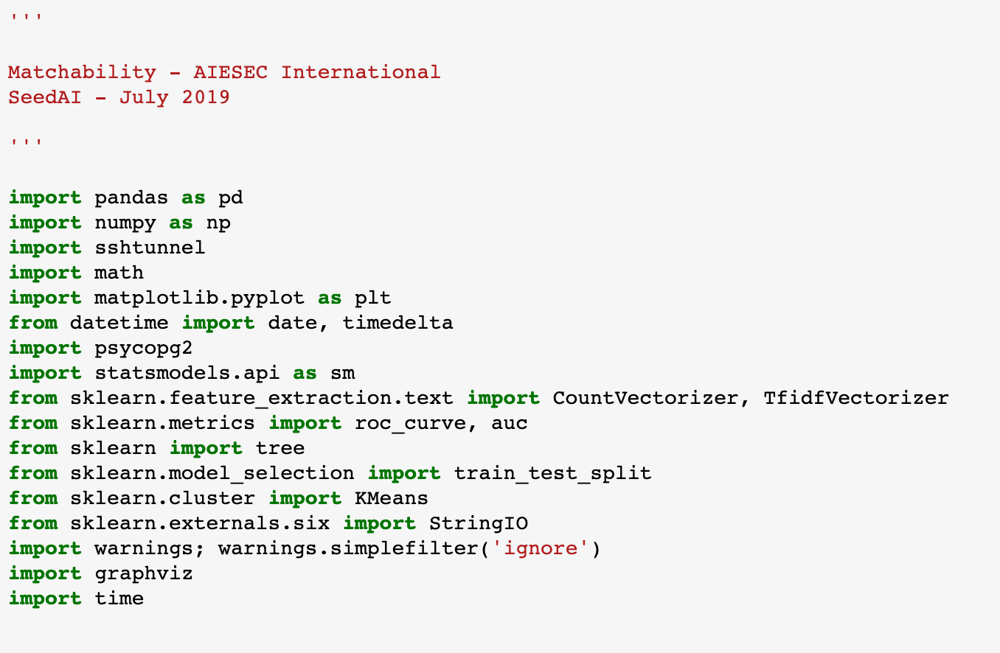 '''
Matchability - AIESEC International
SeedAI - July 2019
'''
import pandas as pd
import numpy as np
import sshtunnel
import math
import matplotlib.pyplot as plt
from datetime import date, timedelta
import psycopg2
import statsmodels.api as sm
from sklearn.feature_extraction.text import CountVectorizer, TfidfVectorizer
from sklearn.metrics import roc_curve, auc
from sklearn import tree
from sklearn.model_selection import train_test_split
from sklearn.cluster import KMeans
from sklearn.externals.six import StringIO
import warnings; warnings.simplefilter('ignore')
import graphviz
import time